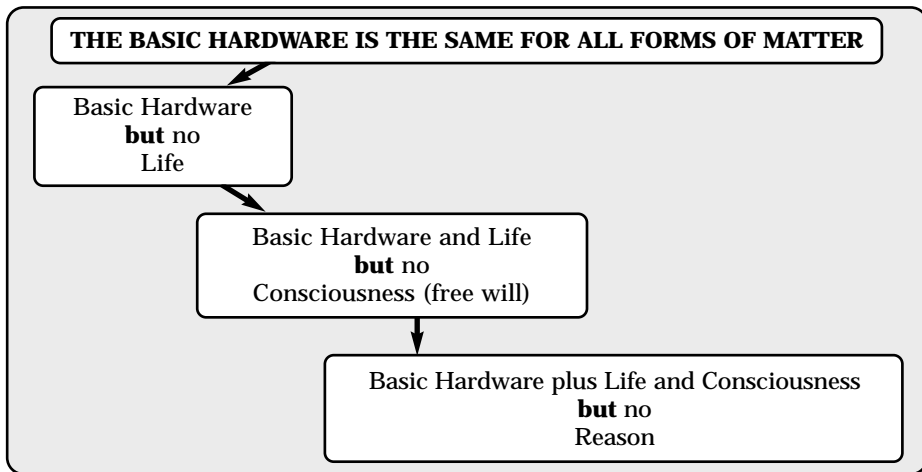 THE BASIC HARDWARE IS THE SAME FOR ALL FORMS OF MATTER
Basic Hardware
but no
Life
Basic Hardware and Life
but no
Consciousness (free will)
Basic Hardware plus Life and Consciousness
but no
Reason